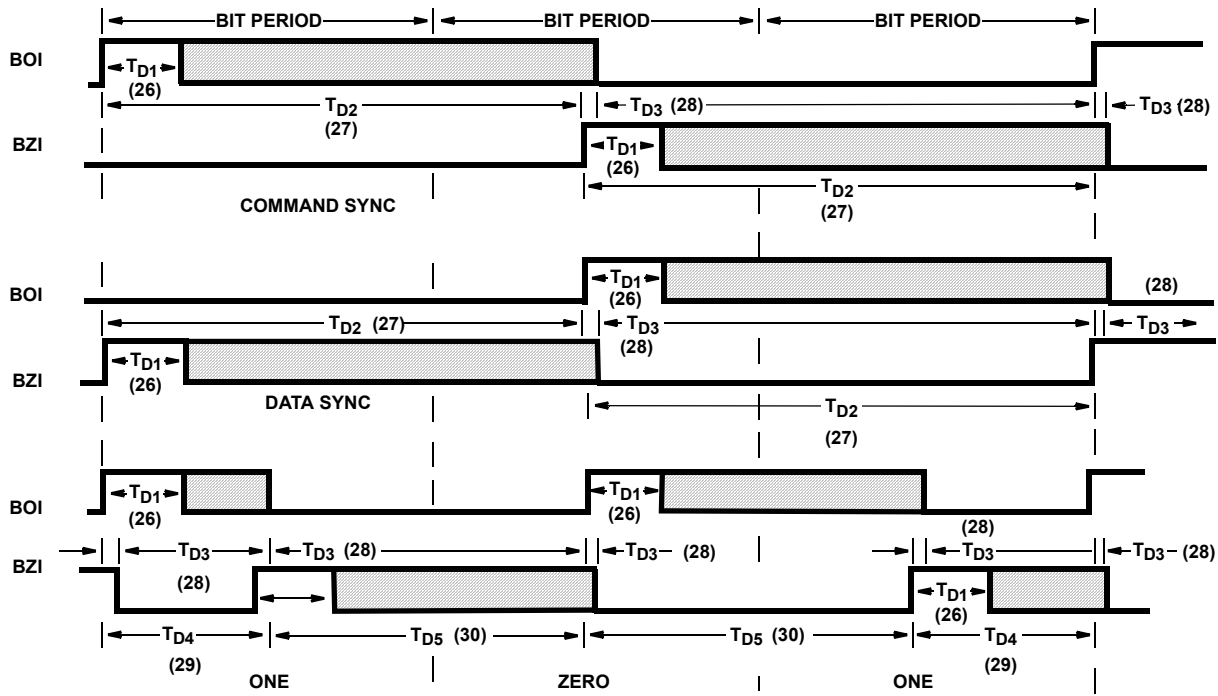 BIT PERIOD BIT PERIOD BIT PERIOD
BOI
TD1
(26)
TD2
(27)
TD3 (28)
TD3 (28)
BZI
TD1
(26)
TD2
(27)
COMMAND SYNC
BOI
TD1
(26)
(28)
TD2 (27)
TD3
(28)
TD3
BZI
TD1
(26)
DATA SYNC
TD2
(27)
BOI
TD1
(26)
TD1
(26)
(28)
BZI
TD3
(28)
TD3 (28)
TD3 (28)
TD3
TD3 (28)
TD1
(26)
TD4
(29)
TD5 (30)
TD5 (30)
TD4
(29)
ONE ZERO ONE